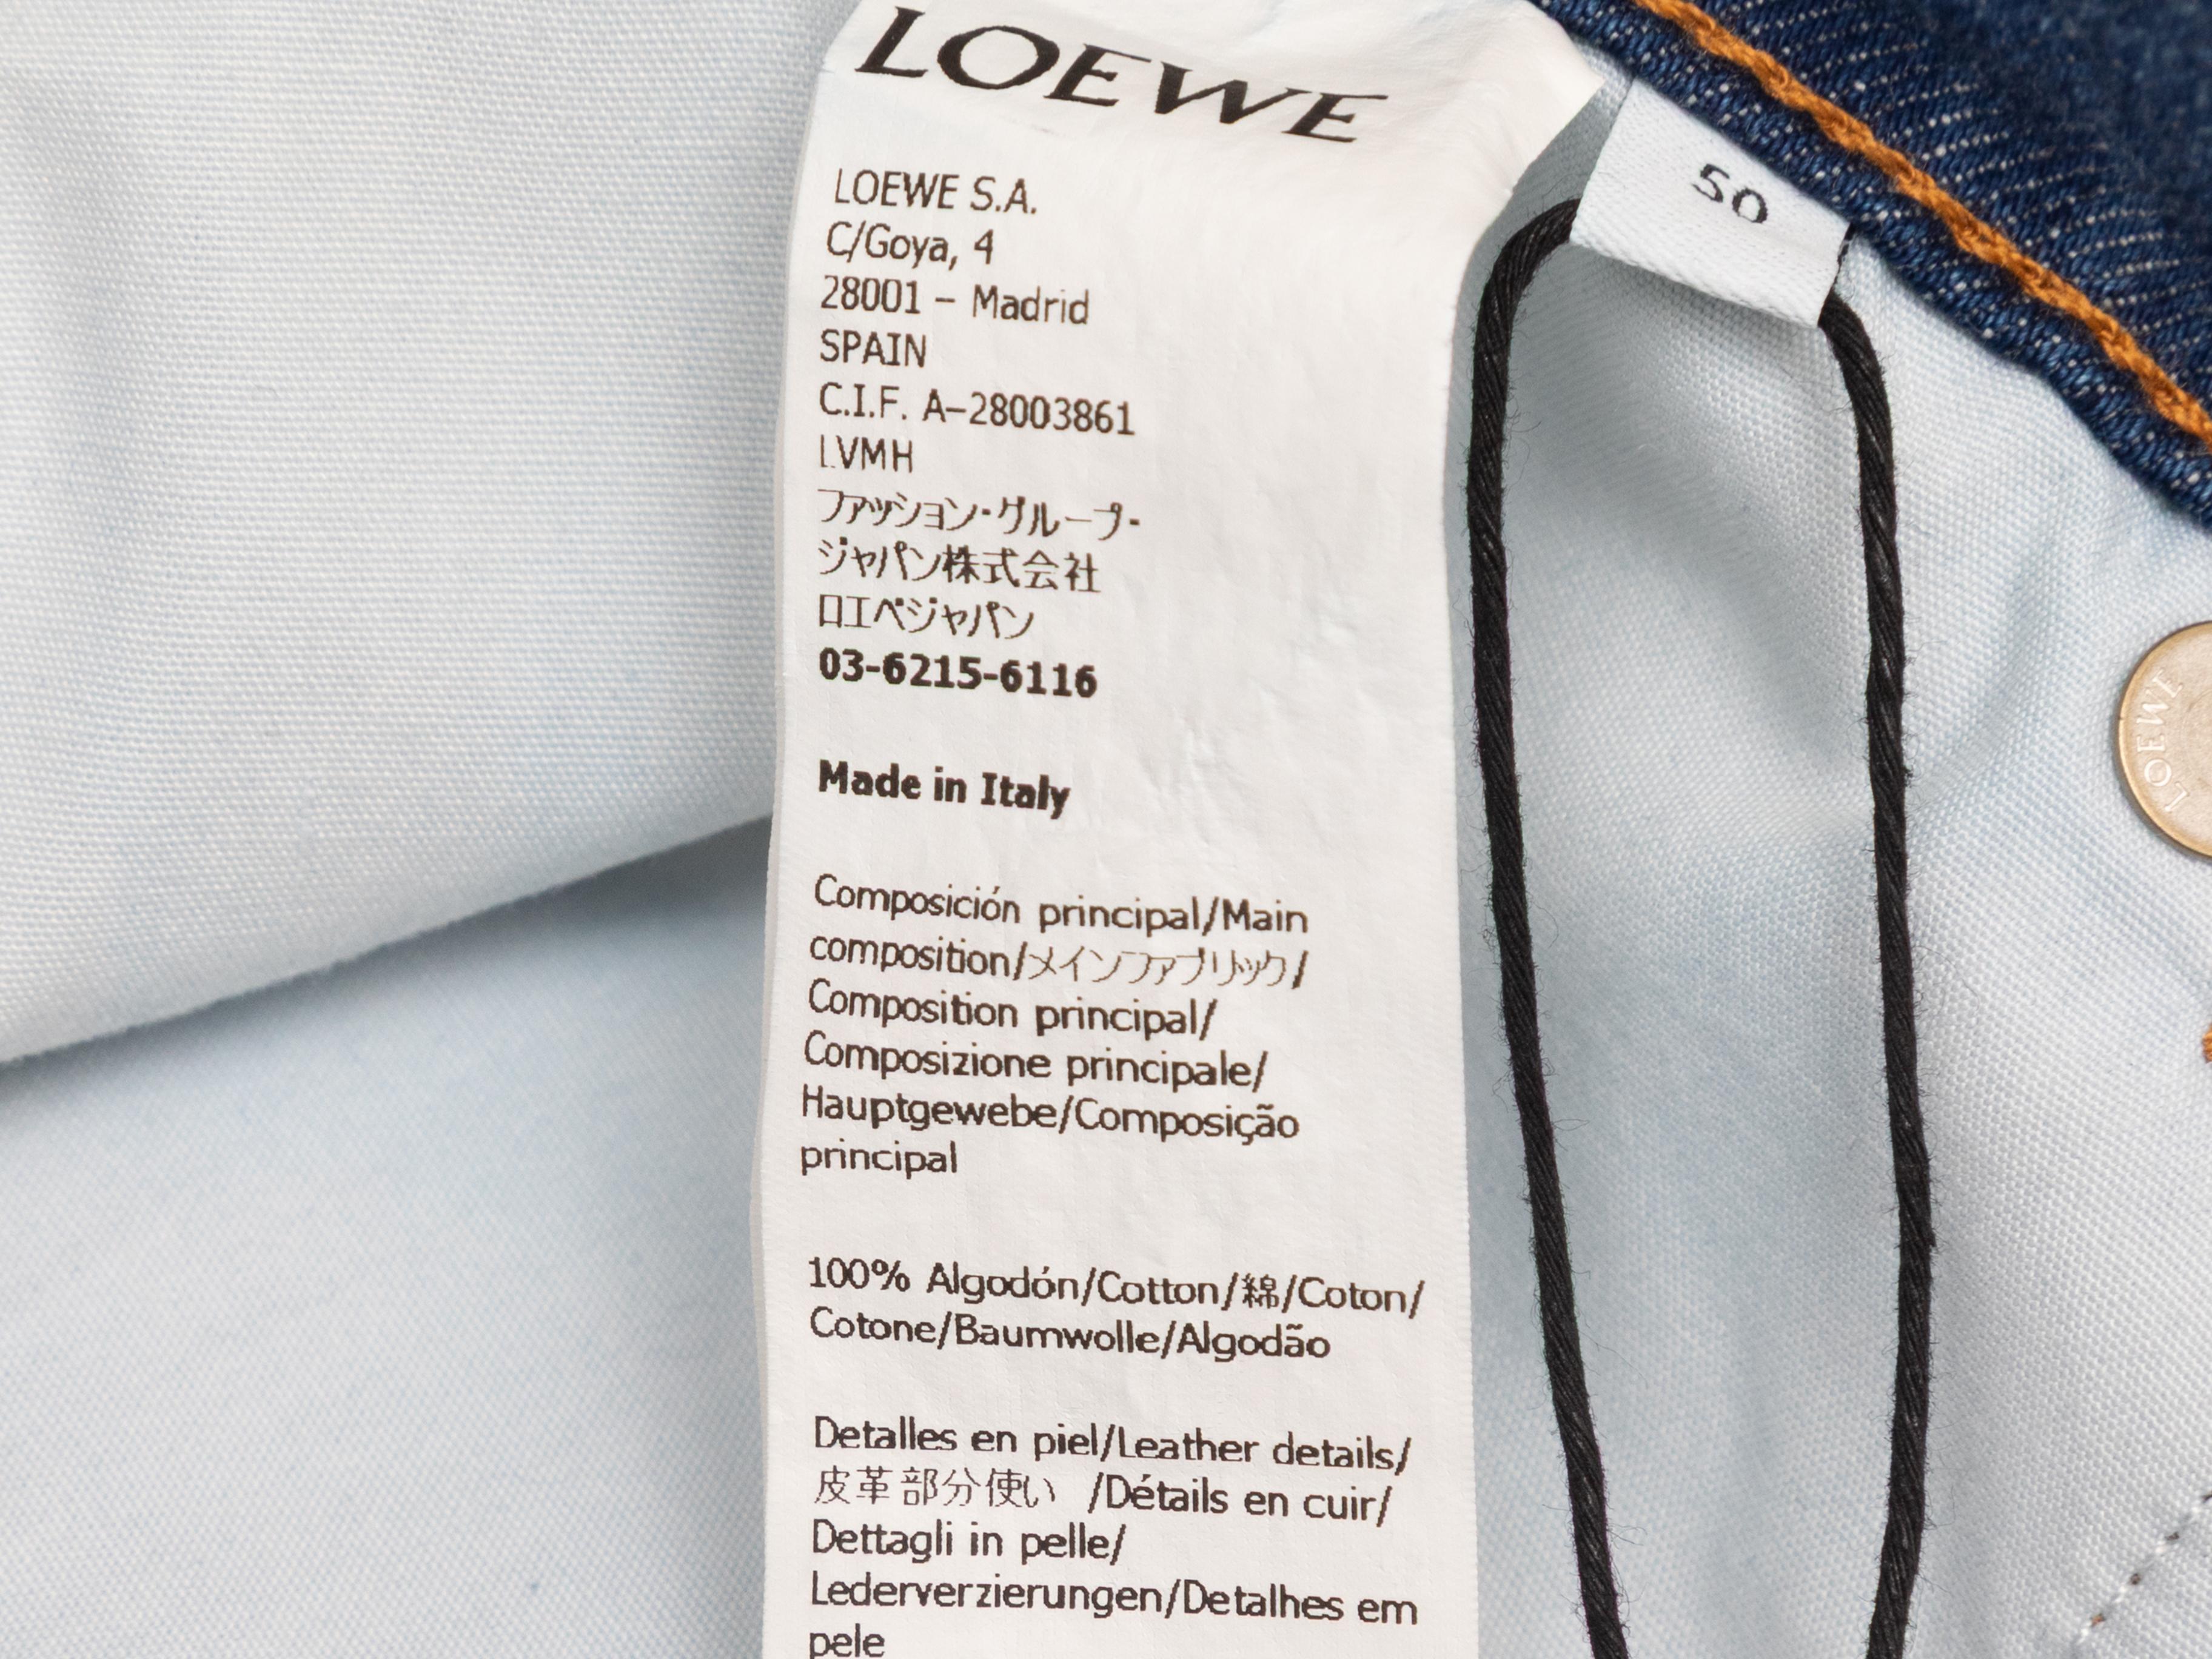 LOEWE
LOEWE S.A.
C/Goya, 4
28001 – Madrid
SPAIN
C.I.F. A–28003861
LVMH
ファッション・グループ・
ジャパン株式会社
ロエベジャパン
03-6215-6116
Made in Italy
Composición principal/Main
composition/メインファブリック/
Composition principal/
Composizione principale/
Hauptgewebe/Composição
principal
100% Algodón/Cotton/綿/Coton/
Cotone/Baumwolle/Algodão
Detalles en piel/Leather details/
皮革部分使い /Détails en cuir/
Dettagli in pelle/
Lederverzierungen/Detalhes em
pele
50
LOEWE